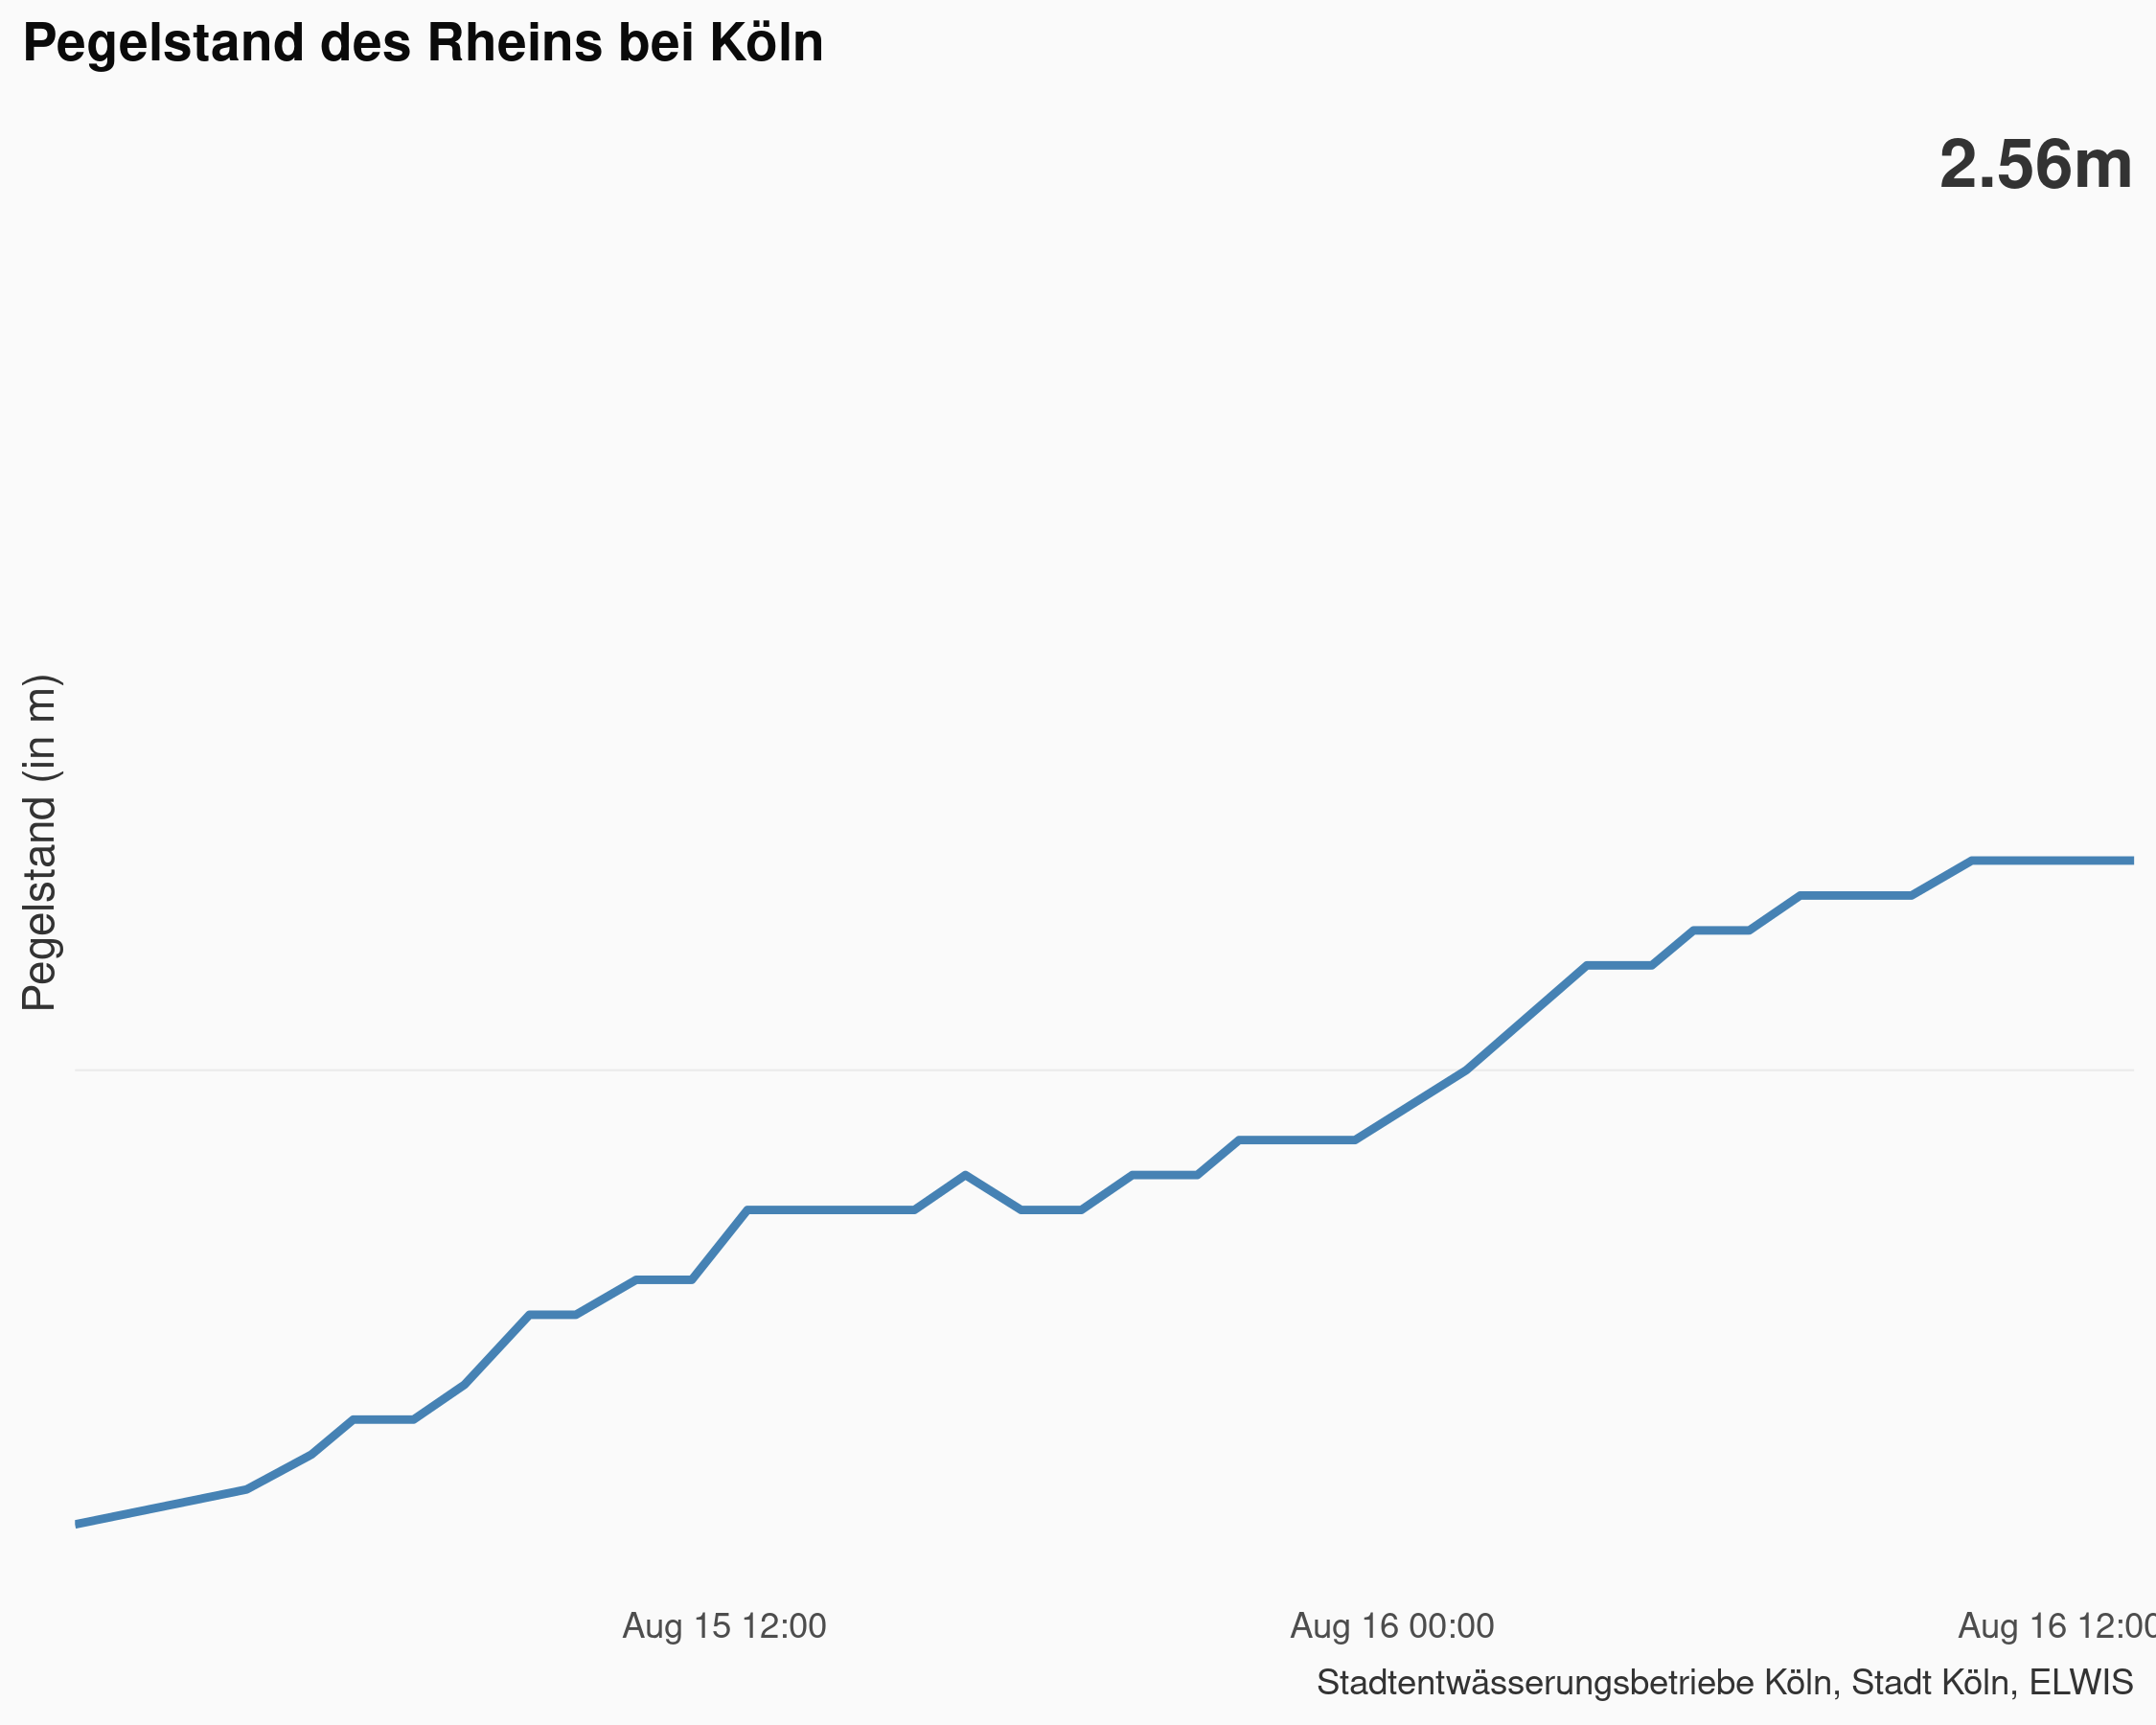 Pegelstand des Rheins bei Köln
2.56m
Pegelstand (in m)
Aug 15 12:00
Aug 16 00:00
Aug 16 12:00
Stadtentwässerungsbetriebe Köln, Stadt Köln, ELWIS